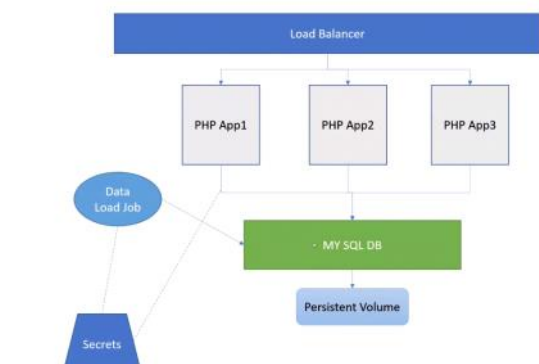 Load Balancer
PHP App1
PHP App2
PHP App3
Data
Load Job
· MY SQL DB
Persistent Volume
Secrets